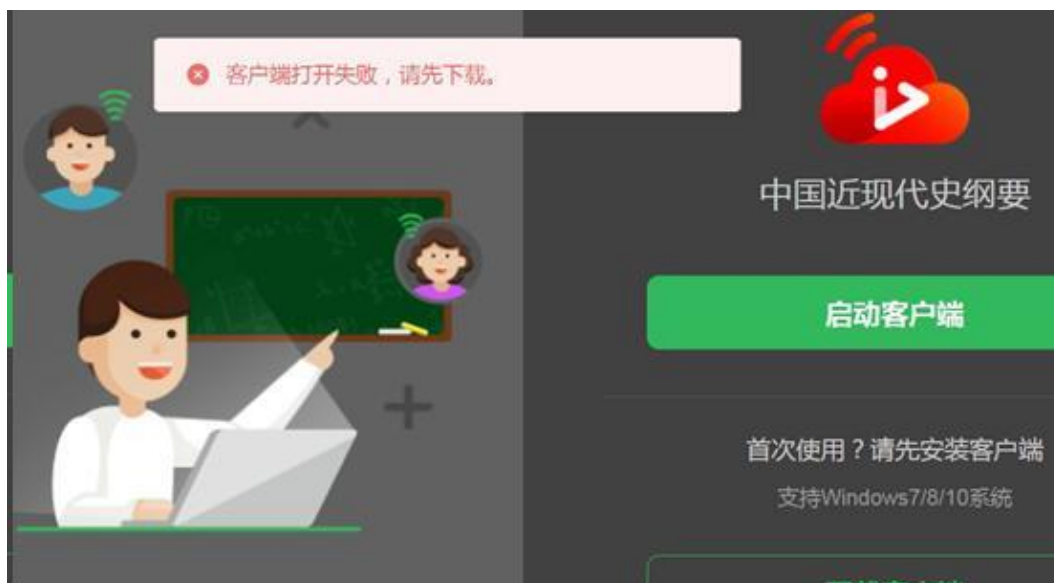 客户端打开失败，请先下载。
中国近现代史纲要
启动客户端
首次使用？请先安装客户端
支持Windows7/8/10系统